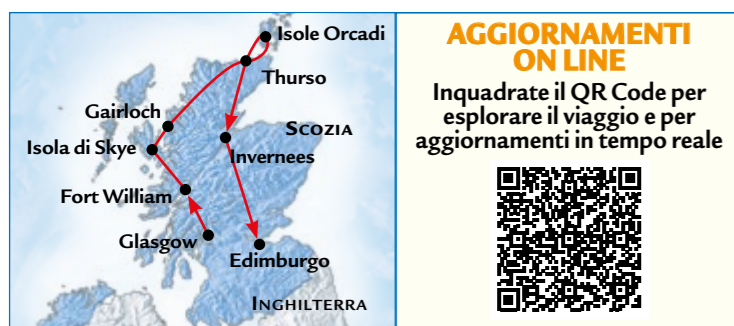 Isole Orcadi
Thurso
Gairloch
SCOZIA
Isola di Skye
Invernees
Fort William
Glasgow
Edimburgo
INGHILTERRA
AGGIORNAMENTI
ON LINE
Inquadrate il QR Code per
esplorare il viaggio e per
aggiornamenti in tempo reale